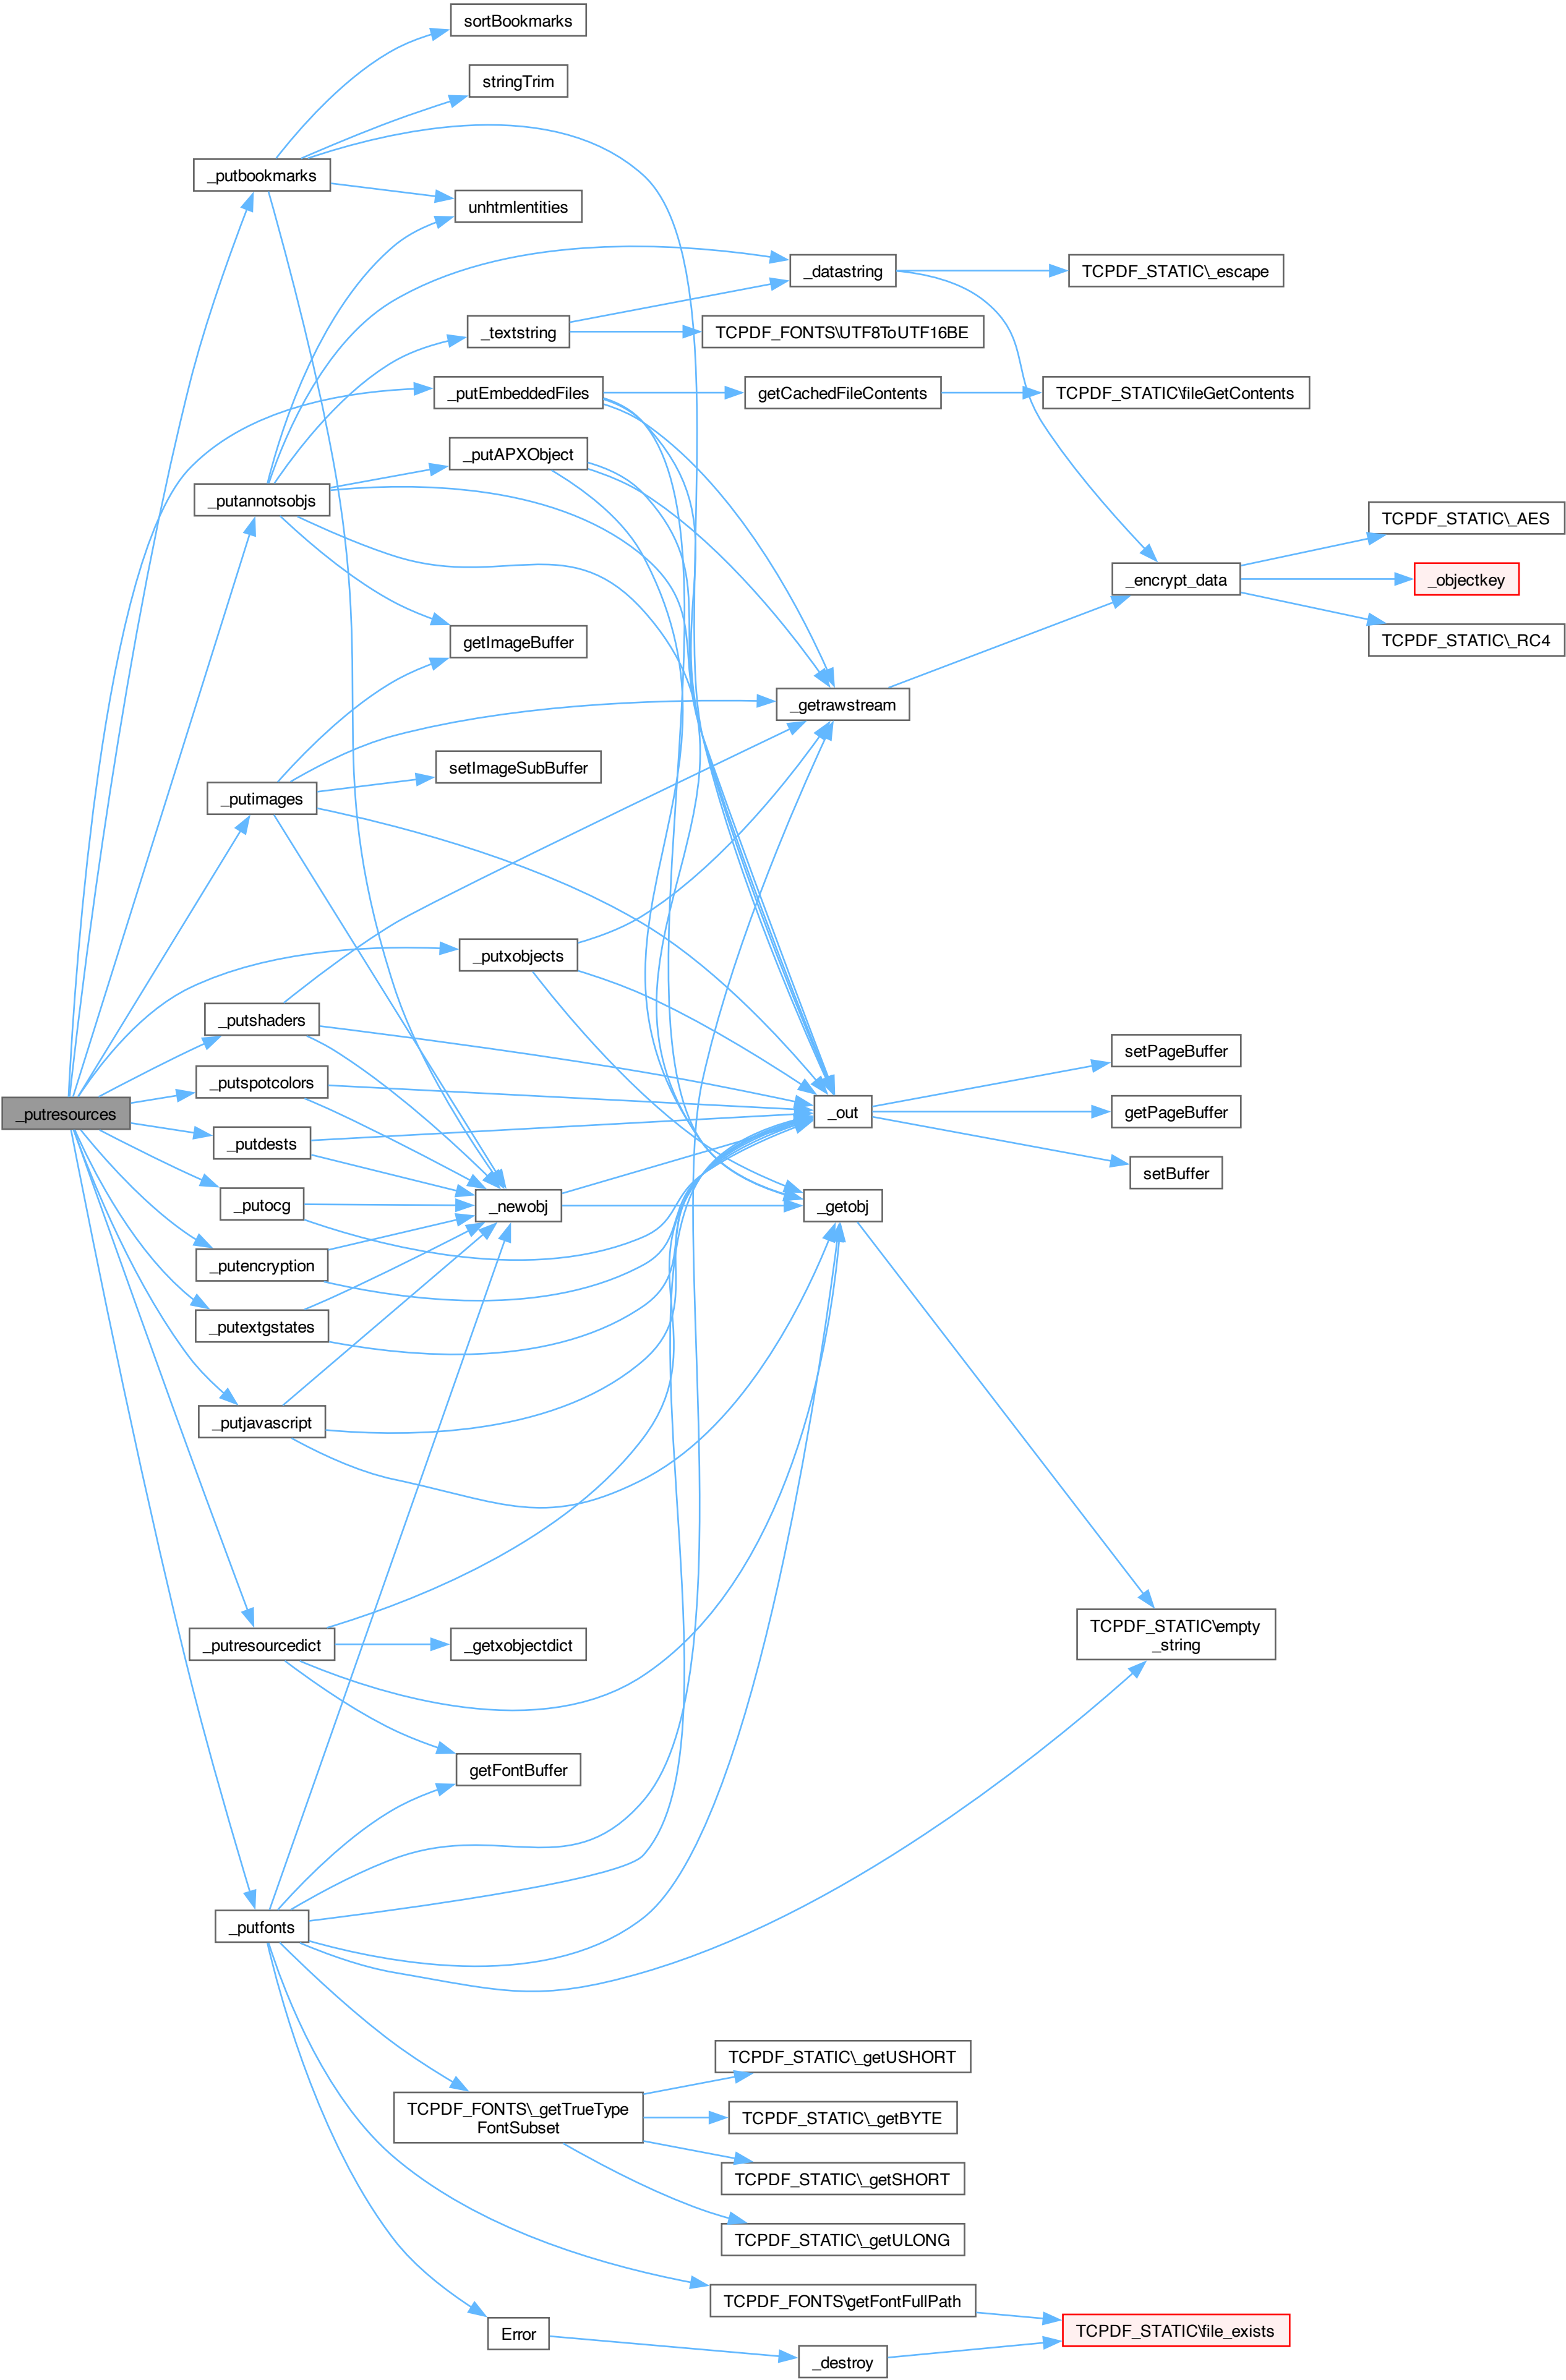 sortBookmarks
stringTrim
_putbookmarks
unhtmlentities
_datastring
TCPDF_STATIC\_escape
_textstring
TCPDF_FONTS\UTF8ToUTF16BE
_putEmbeddedFiles
getCachedFileContents
TCPDF_STATIC\fileGetContents
_putAPXObject
_putannotsobjs
TCPDF_STATIC\_AES
_encrypt_data
_objectkey
TCPDF_STATIC\_RC4
getImageBuffer
_getrawstream
setImageSubBuffer
_putimages
_putxobjects
_putshaders
setPageBuffer
_putspotcolors
_putresources
_out
getPageBuffer
_putdests
setBuffer
_putocg
_newobj
_getobj
_putencryption
_putextgstates
_putjavascript
TCPDF_STATIC\empty
_string
_putresourcedict
_getxobjectdict
getFontBuffer
_putfonts
TCPDF_STATIC\_getUSHORT
TCPDF_FONTS\_getTrueType
FontSubset
TCPDF_STATIC\_getBYTE
TCPDF_STATIC\_getSHORT
TCPDF_STATIC\_getULONG
TCPDF_FONTS\getFontFullPath
Error
TCPDF_STATIC\file_exists
_destroy